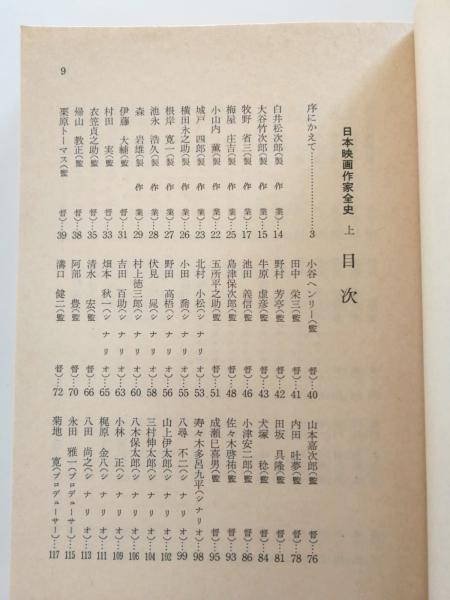 日本映画作家全史 上 目次
序にかえて…………………3
白井松次郎(製作業)…14
大谷竹次郎(製作業)…15
牧野 省三(製作業)…17
梅屋 庄吉(製作業)…25
小山内 薫(製作業)…22
城戸 四郎(製作業)…23
横田永之助(製作業)…26
根岸 寛一(製作業)…27
池永 浩久(製作業)…28
森 岩雄(製作業)…29
伊藤 大輔(監督)…31
村田 実(監督)…33
衣笠貞之助(監督)…35
帰山 教正(監督)…38
栗原トーマス(監督)…39
小谷ヘンリー(監督)…40
田中 栄三(監督)…41
野村 芳亭(監督)…42
牛原 虚彦(監督)…43
池田 義信(監督)…46
島津保次郎(監督)…48
五所平之助(監督)…51
北村 小松(シナリオ)…53
小田 喬(シナリオ)…55
野田 高梧(シナリオ)…56
伏見 晁(シナリオ)…58
村上徳三郎(シナリオ)…60
吉田 百助(シナリオ)…63
畑本 秋一(シナリオ)…65
清水 宏(監督)…66
阿部 豊(監督)…70
溝口 健二(監督)…72
山本嘉次郎(監督)…76
内田 吐夢(監督)…78
田坂 具隆(監督)…81
犬塚 稔(監督)…84
小津安二郎(監督)…86
佐々木啓祐(監督)…93
成瀬巳喜男(監督)…95
寿々木多呂九平(シナリオ)…98
八尋 不二(シナリオ)…99
山上伊太郎(シナリオ)…102
三村伸太郎(シナリオ)…104
八木保太郎(シナリオ)…106
小林 正(シナリオ)…109
梶原 金八(シナリオ)…111
八田 尚之(シナリオ)…113
永田 雅一(プロデューサー)…115
菊地 寛(プロデューサー)…117
9